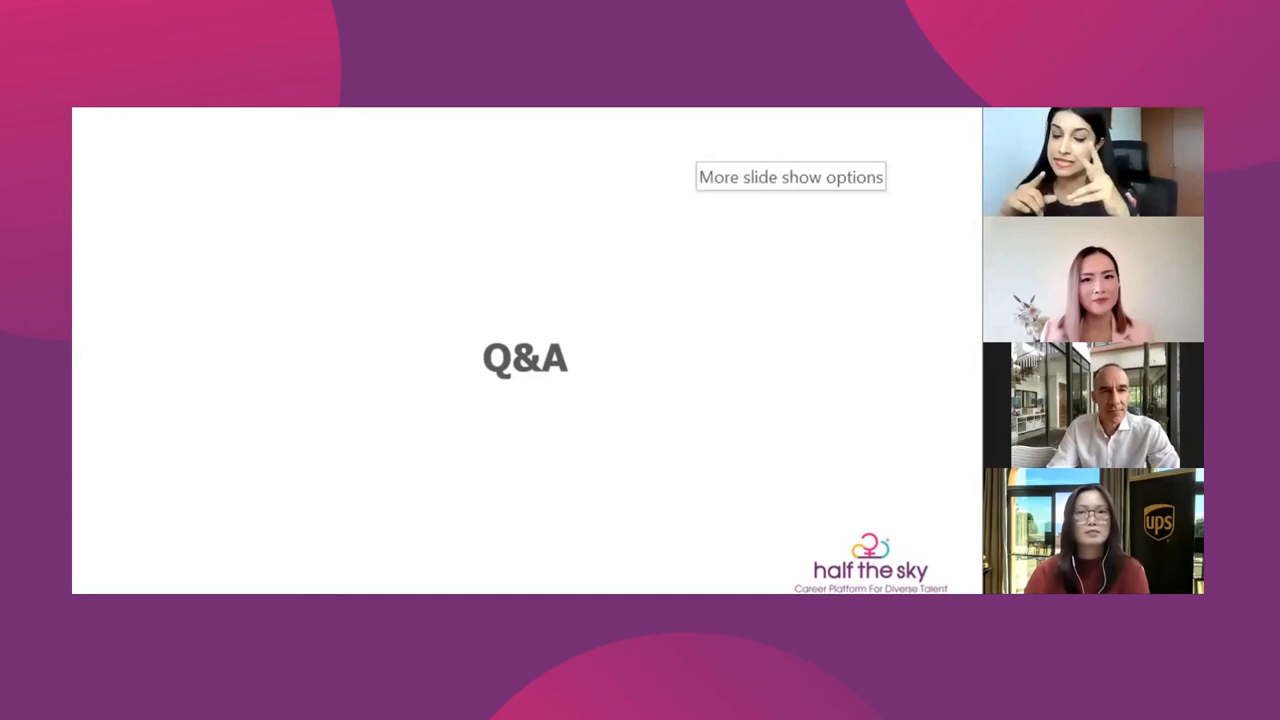 More slide show options
Q&A
half the sky
Career Platform For Diverse Talent
ups